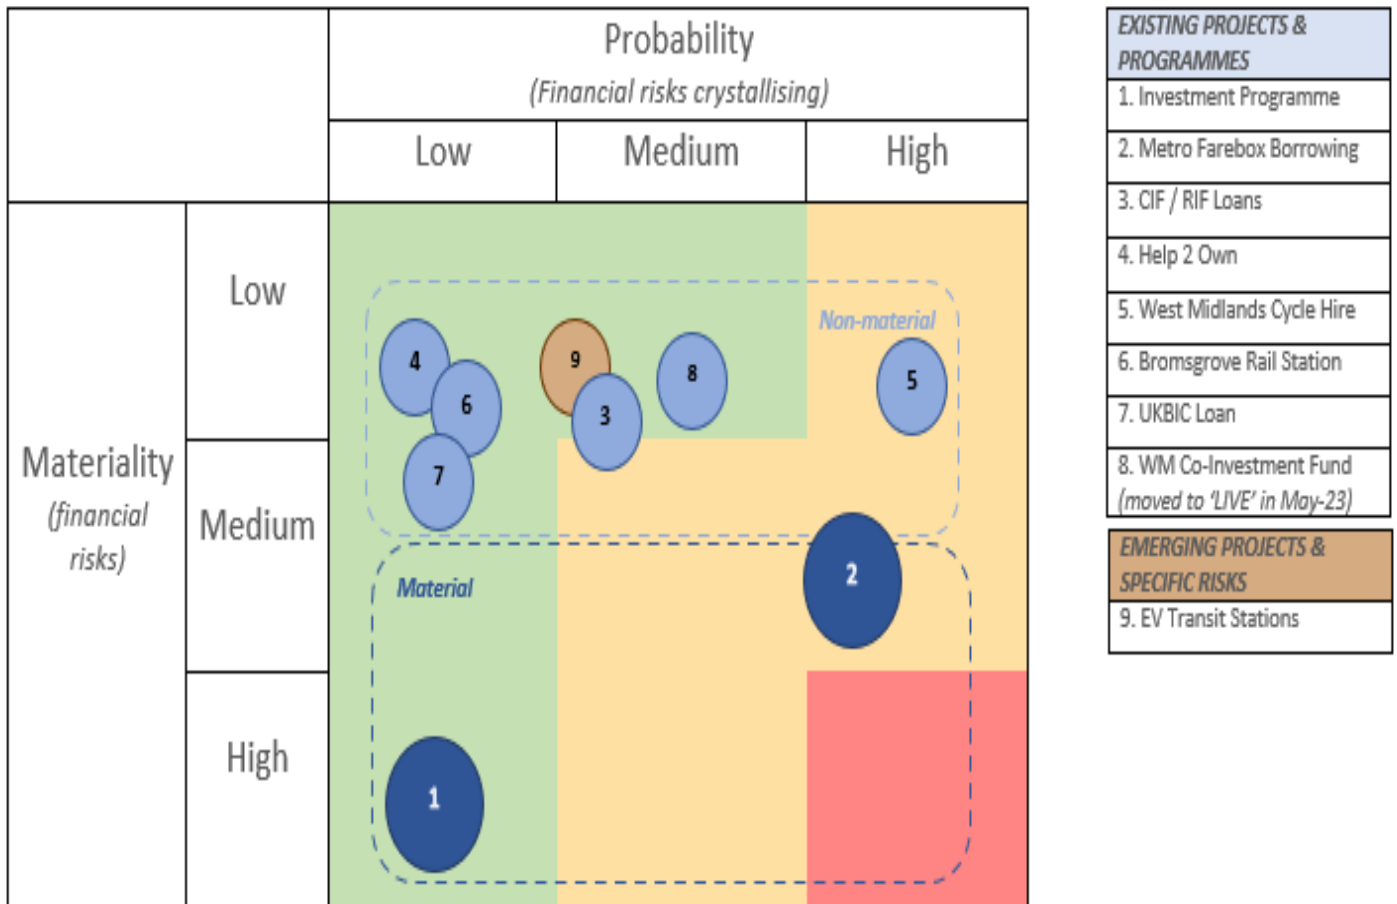 Probability
(Financial risks crystallising)
Low
Medium
High
Materiality
(financial
risks)
Low
Medium
High
Non-material
4
9
8
5
6
3
7
Material
2
1
EXISTING PROJECTS &
PROGRAMMES
1. Investment Programme
2. Metro Farebox Borrowing
3. CIF / RIF Loans
4. Help 2 Own
5. West Midlands Cycle Hire
6. Bromsgrove Rail Station
7. UKBIC Loan
8. WM Co-Investment Fund
(moved to 'LIVE' in May-23)
EMERGING PROJECTS &
SPECIFIC RISKS
9. EV Transit Stations